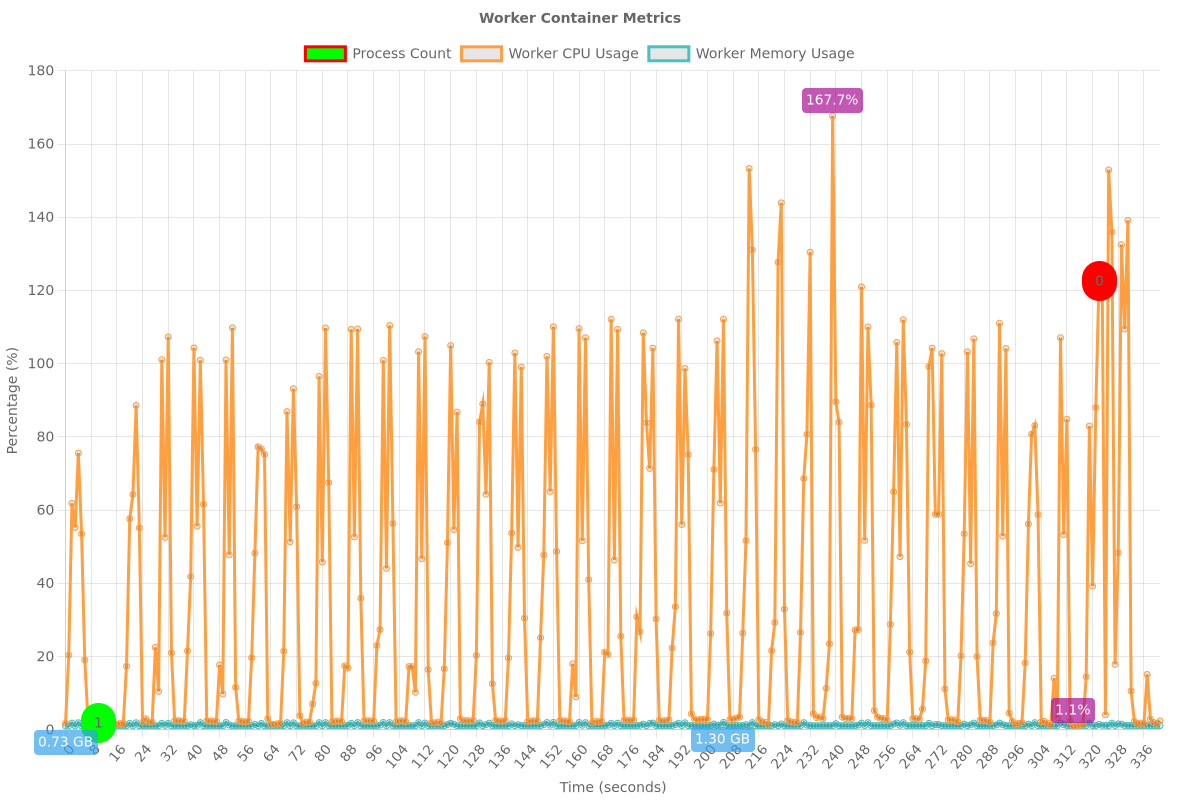 Worker Container Metrics
Process Count Worker CPU Usage Worker Memory Usage
180
167.7%
160
140
120
0
100
Percentage (%)
80
60
40
20
1.1%
1
0
0.73 GB
1.30 GB
0 8 16 24 32 40 48 56 64 72 80 88 96 104 112 120 128 136 144 152 160 168 176 184 192 200 208 216 224 232 240 248 256 264 272 280 288 296 304 312 320 328 336
Time (seconds)